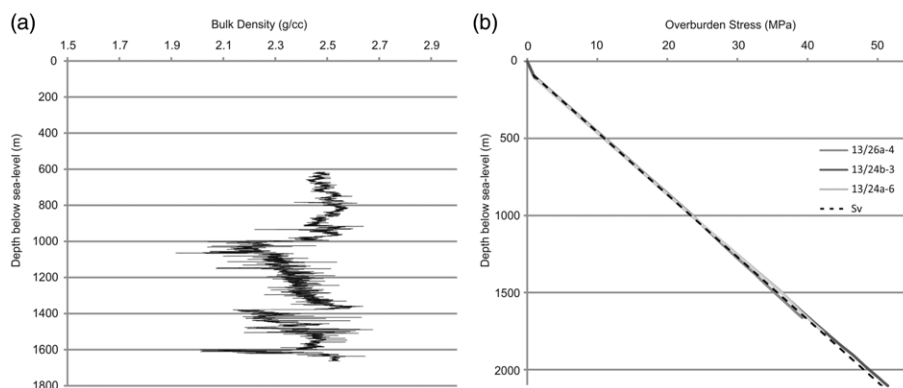 (a)
Bulk Density (g/cc)
1.5 1.7 1.9 2.1 2.3 2.5 2.7 2.9
Depth below sea-level (m)
0
200
400
600
800
1000
1200
1400
1600
1800
(b)
Overburden Stress (MPa)
0 10 20 30 40 50
Depth below sea-level (m)
0
500
1000
1500
2000
13/26a-4
13/24b-3
13/24a-6
Sv